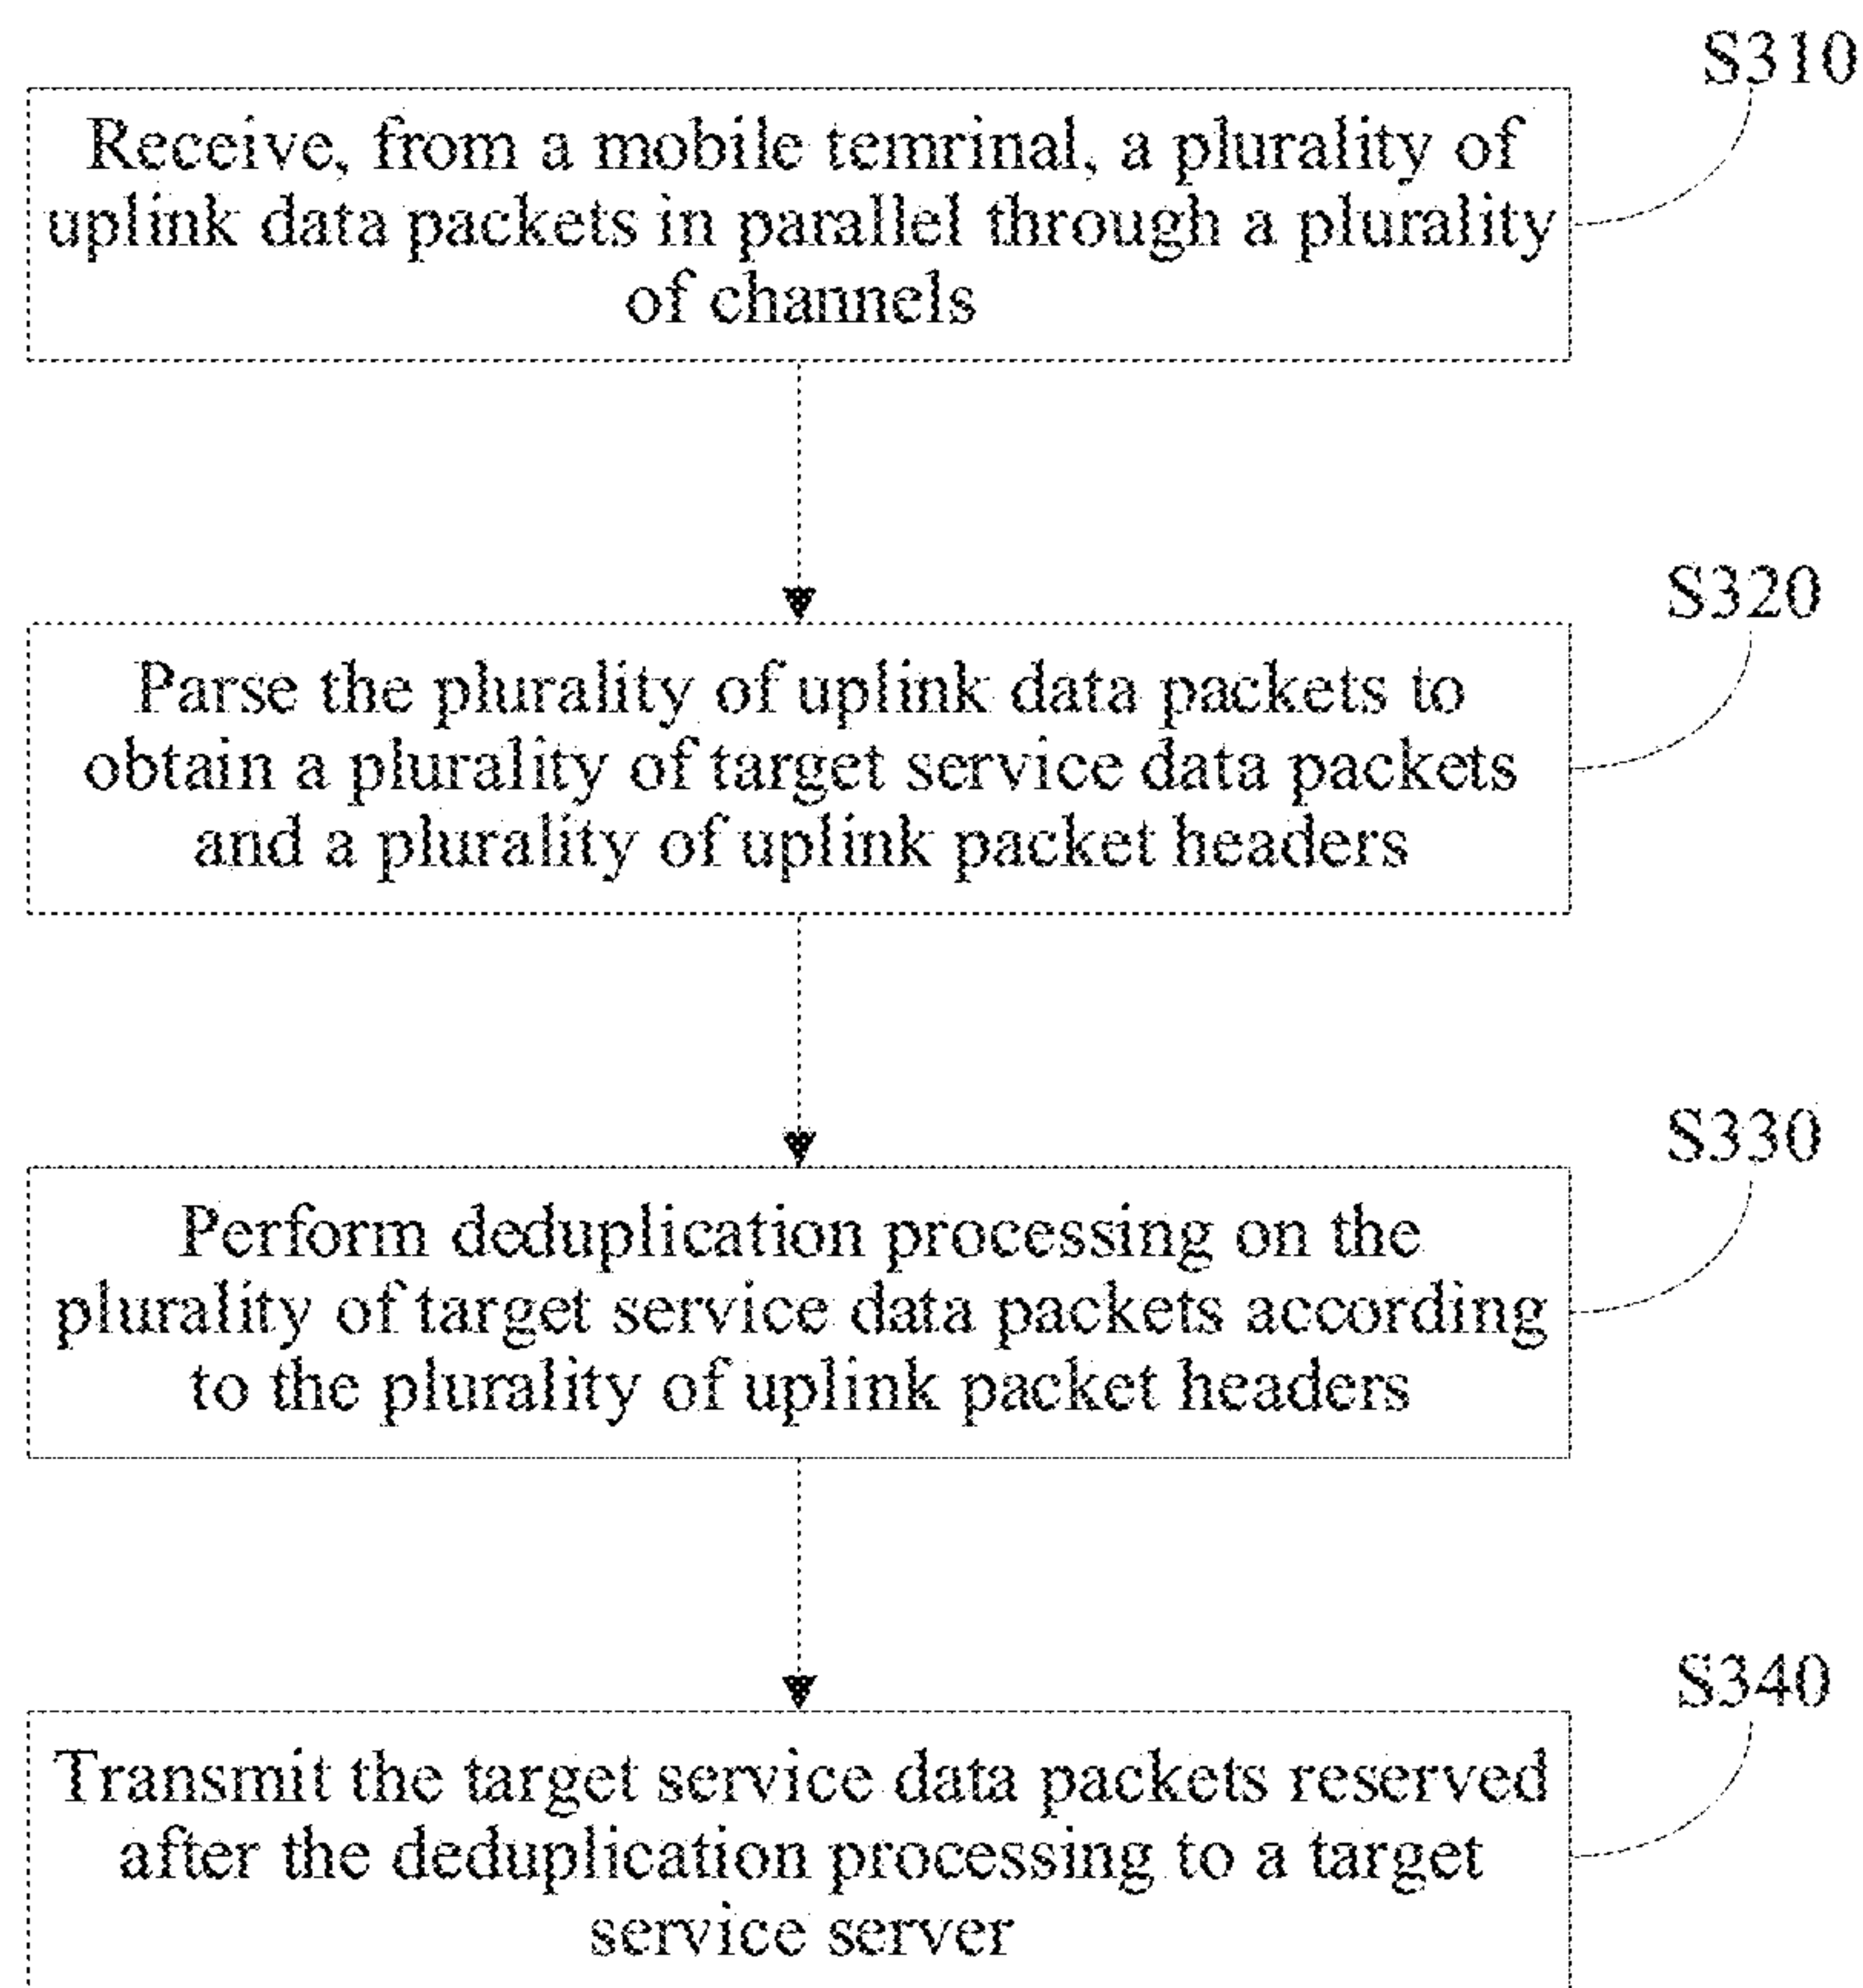 S310
Receive, from a mobile temrinal, a plurality of
uplink data packets in parallel through a plurality
of channels
S320
Parse the plurality of uplink data packets to
obtain a plurality of target service data packets
and a plurality of uplink packet headers
S330
Perform deduplication processing on the
plurality of target service data packets according
to the plurality of uplink packet headers
S340
Transmit the target service data packets reserved
after the deduplication processing to a target
service server